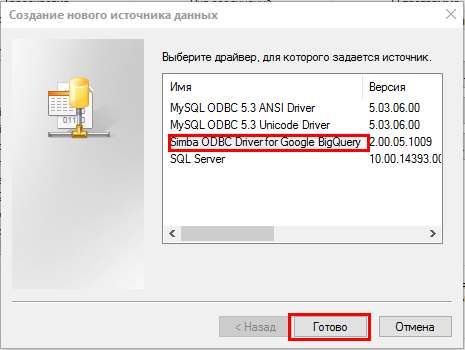 Создание нового источника данных
Выберите драйвер, для которого задается источник.
Имя Версия
MySQL ODBC 5.3 ANSI Driver 5.03.06.00
MySQL ODBC 5.3 Unicode Driver 5.03.06.00
Simba ODBC Driver for Google BigQuery 2.00.05.1009
SQL Server 10.00.14393.00
< Назад Готово Отмена